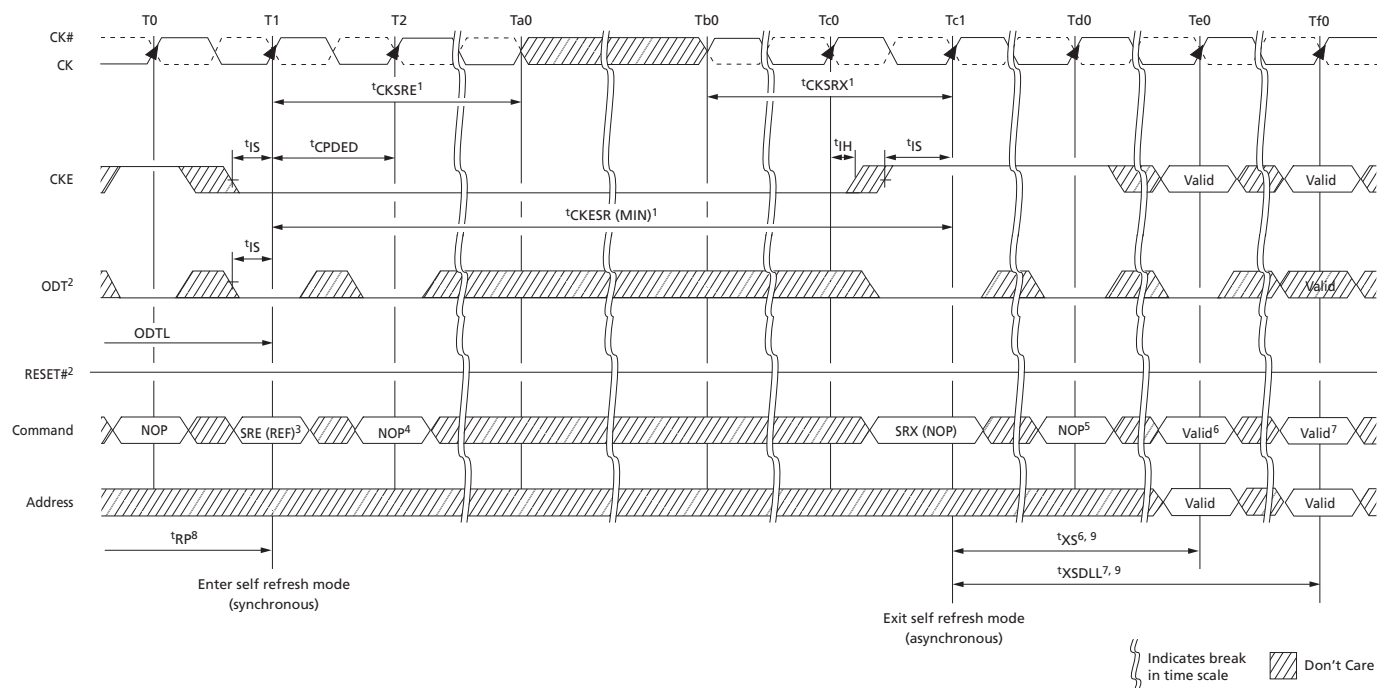 T0 T1 T2 Ta0 Tb0 Tc0 Tc1 Td0 Te0 Tf0
CK#
CK
tCKSRE1 tCKSRX1
tIS tCPDED tIH tIS
CKE Valid Valid
tCKESR (MIN)1
tIS
ODT2 Valid
ODTL
RESET#2
Command NOP SRE (REF)3 NOP4 SRX (NOP) NOP5 Valid6 Valid7
Address Valid Valid
tRP8 tXS6, 9
tXSDLL7, 9
Enter self refresh mode
(synchronous)
Exit self refresh mode
(asynchronous)
Indicates break
in time scale
Don't Care